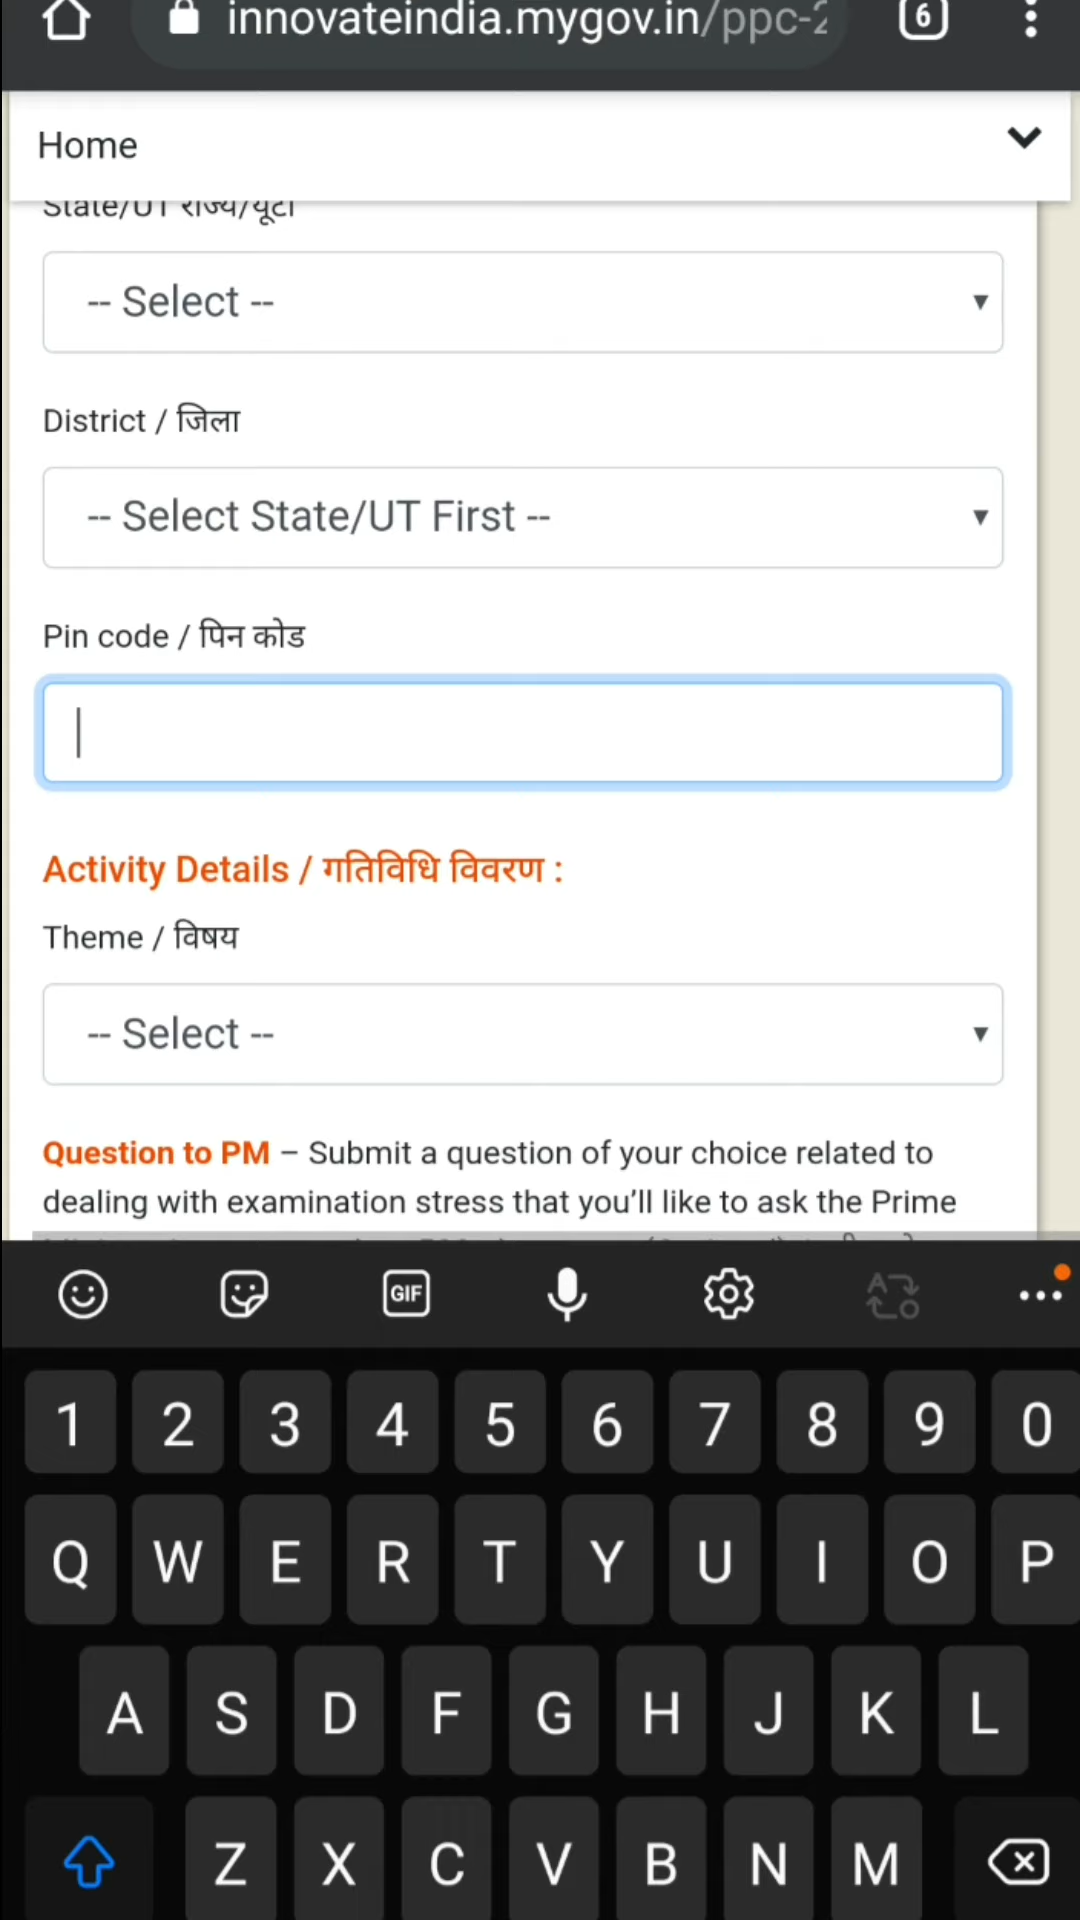 innovateindia.mygov.in/ppc-2
6
Home
State/UT राज्य/यूटी
-- Select --
District / जिला
-- Select State/UT First --
Pin code / पिन कोड
Activity Details / गतिविधि विवरण :
Theme / विषय
-- Select --
Question to PM – Submit a question of your choice related to
dealing with examination stress that you’ll like to ask the Prime
GIF
1 2 3 4 5 6 7 8 9 0
Q W E R T Y U I O P
A S D F G H J K L
Z X C V B N M